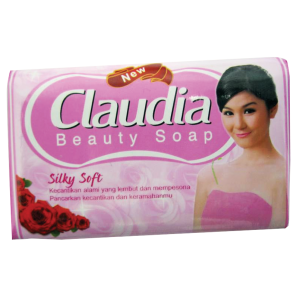 New
Claudia
Beauty Soap
Silky Soft
Kecantikan alami yang lembut dan mempesona
Pancarkan kecantikan dan keramahanmu